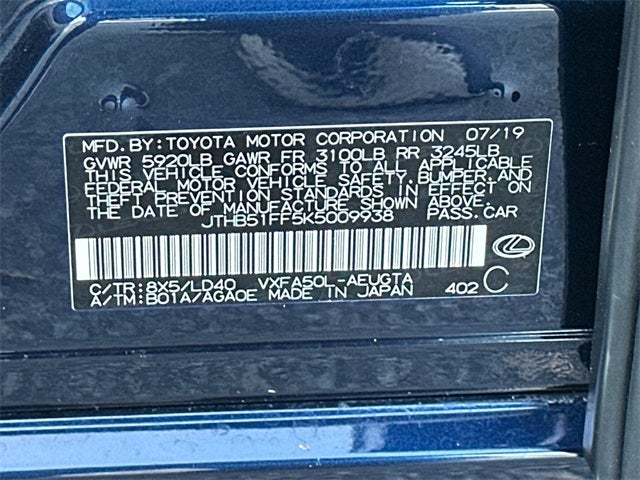 MFD. BY: TOYOTA MOTOR CORPORATION 07/19
GVWR 5920LB GAWR FR 3100LB RR 3245LB
THIS VEHICLE CONFORMS TO ALL APPLICABLE
FEDERAL MOTOR VEHICLE SAFETY, BUMPER, AND
THEFT PREVENTION STANDARDS IN EFFECT ON
THE DATE OF MANUFACTURE SHOWN ABOVE.
JTHB51FF5K5009938 PASS. CAR
C/TR: 8X5/LD40 VXFA50L-AEUGTA
A/TM: B01A/AGA0E MADE IN JAPAN 402 C